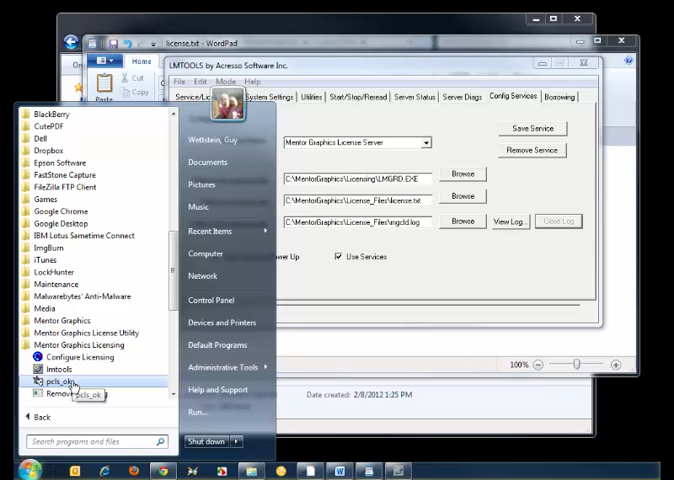 license.txt - WordPad
Home
Cut
Copy
Paste
LMTOOLS by Acresso Software Inc.
File Edit Mode Help
System Settings Utilities Start/Stop/Reread Server Status Server Diags Config Services Borrowing
Mentor Graphics License Server
Save Service
Remove Service
C:\MentorGraphics\Licensing\LMGRD.EXE
Browse
C:\MentorGraphics\License_Files\license.txt
Browse
C:\MentorGraphics\License_Files\mgcld.log
Browse
View Log...
Close Log
er Up
Use Services
100%
Date created: 2/8/2012 1:25 PM
BlackBerry
CutePDF
Dell
Dropbox
Epson Software
FastStone Capture
FileZilla FTP Client
Games
Google Chrome
Google Desktop
IBM Lotus Sametime Connect
ImgBurn
iTunes
LockHunter
Maintenance
Malwarebytes' Anti-Malware
Media
Mentor Graphics
Mentor Graphics License Utility
Mentor Graphics Licensing
Configure Licensing
lmtools
pcls_ok
pcls_ok
Back
Search programs and files
Wettstein, Guy
Documents
Pictures
Music
Recent Items
Computer
Network
Control Panel
Devices and Printers
Default Programs
Administrative Tools
Help and Support
Run...
Shut down